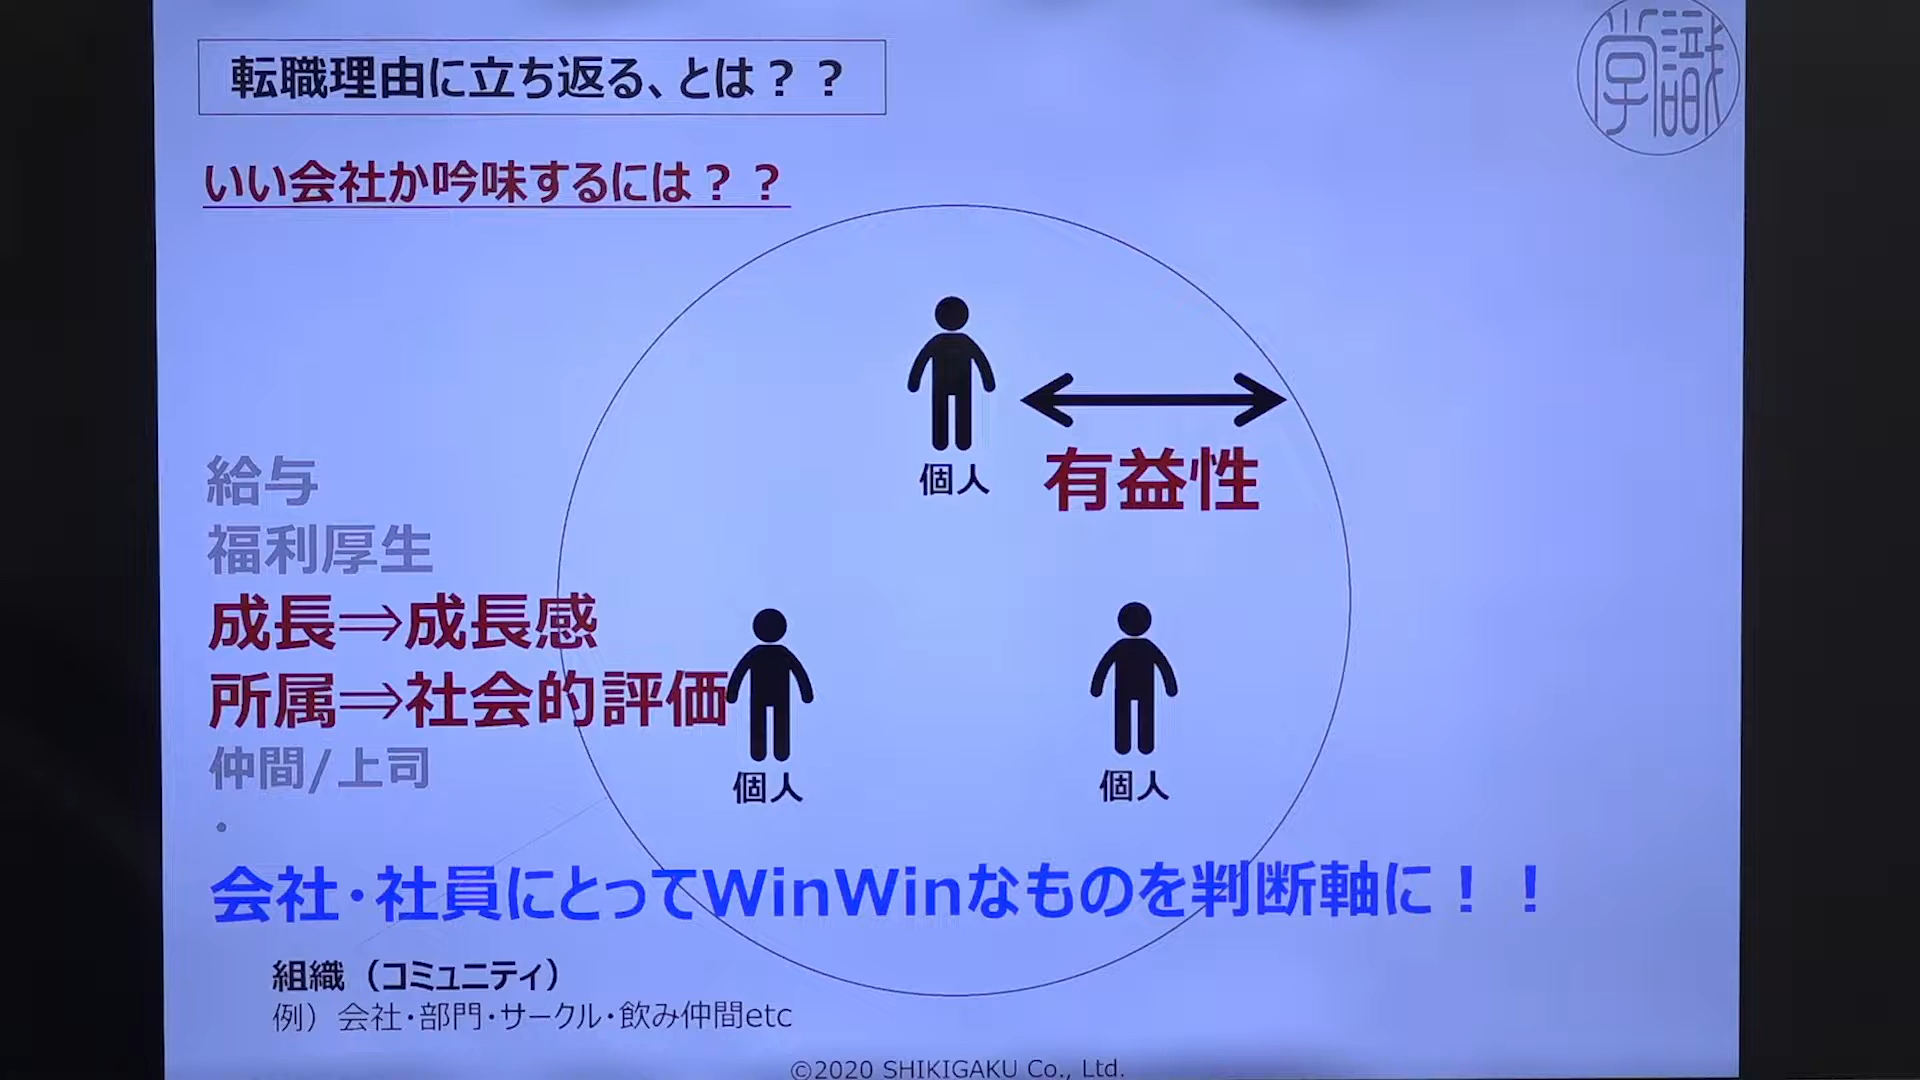 転職理由に立ち返る、とは？？
学識
いい会社か吟味するには？？
個人
有益性
給与
福利厚生
成長⇒成長感
所属⇒社会的評価
仲間/上司
・
個人
個人
会社・社員にとってWinWinなものを判断軸に！！
組織（コミュニティ）
例）会社・部門・サークル・飲み仲間etc
©2020 SHIKIGAKU Co., Ltd.